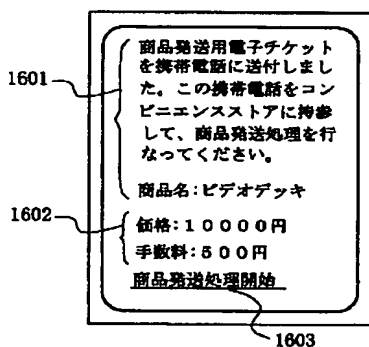 商品発送用電子チケット
を携帯電話に送付しまし
た。この携帯電話をコン
ビニエンスストアに持参
して、商品発送処理を行
なってください。
1601
商品名:ビデオデッキ
1602
価格:10000円
手数料:500円
商品発送処理開始
1603